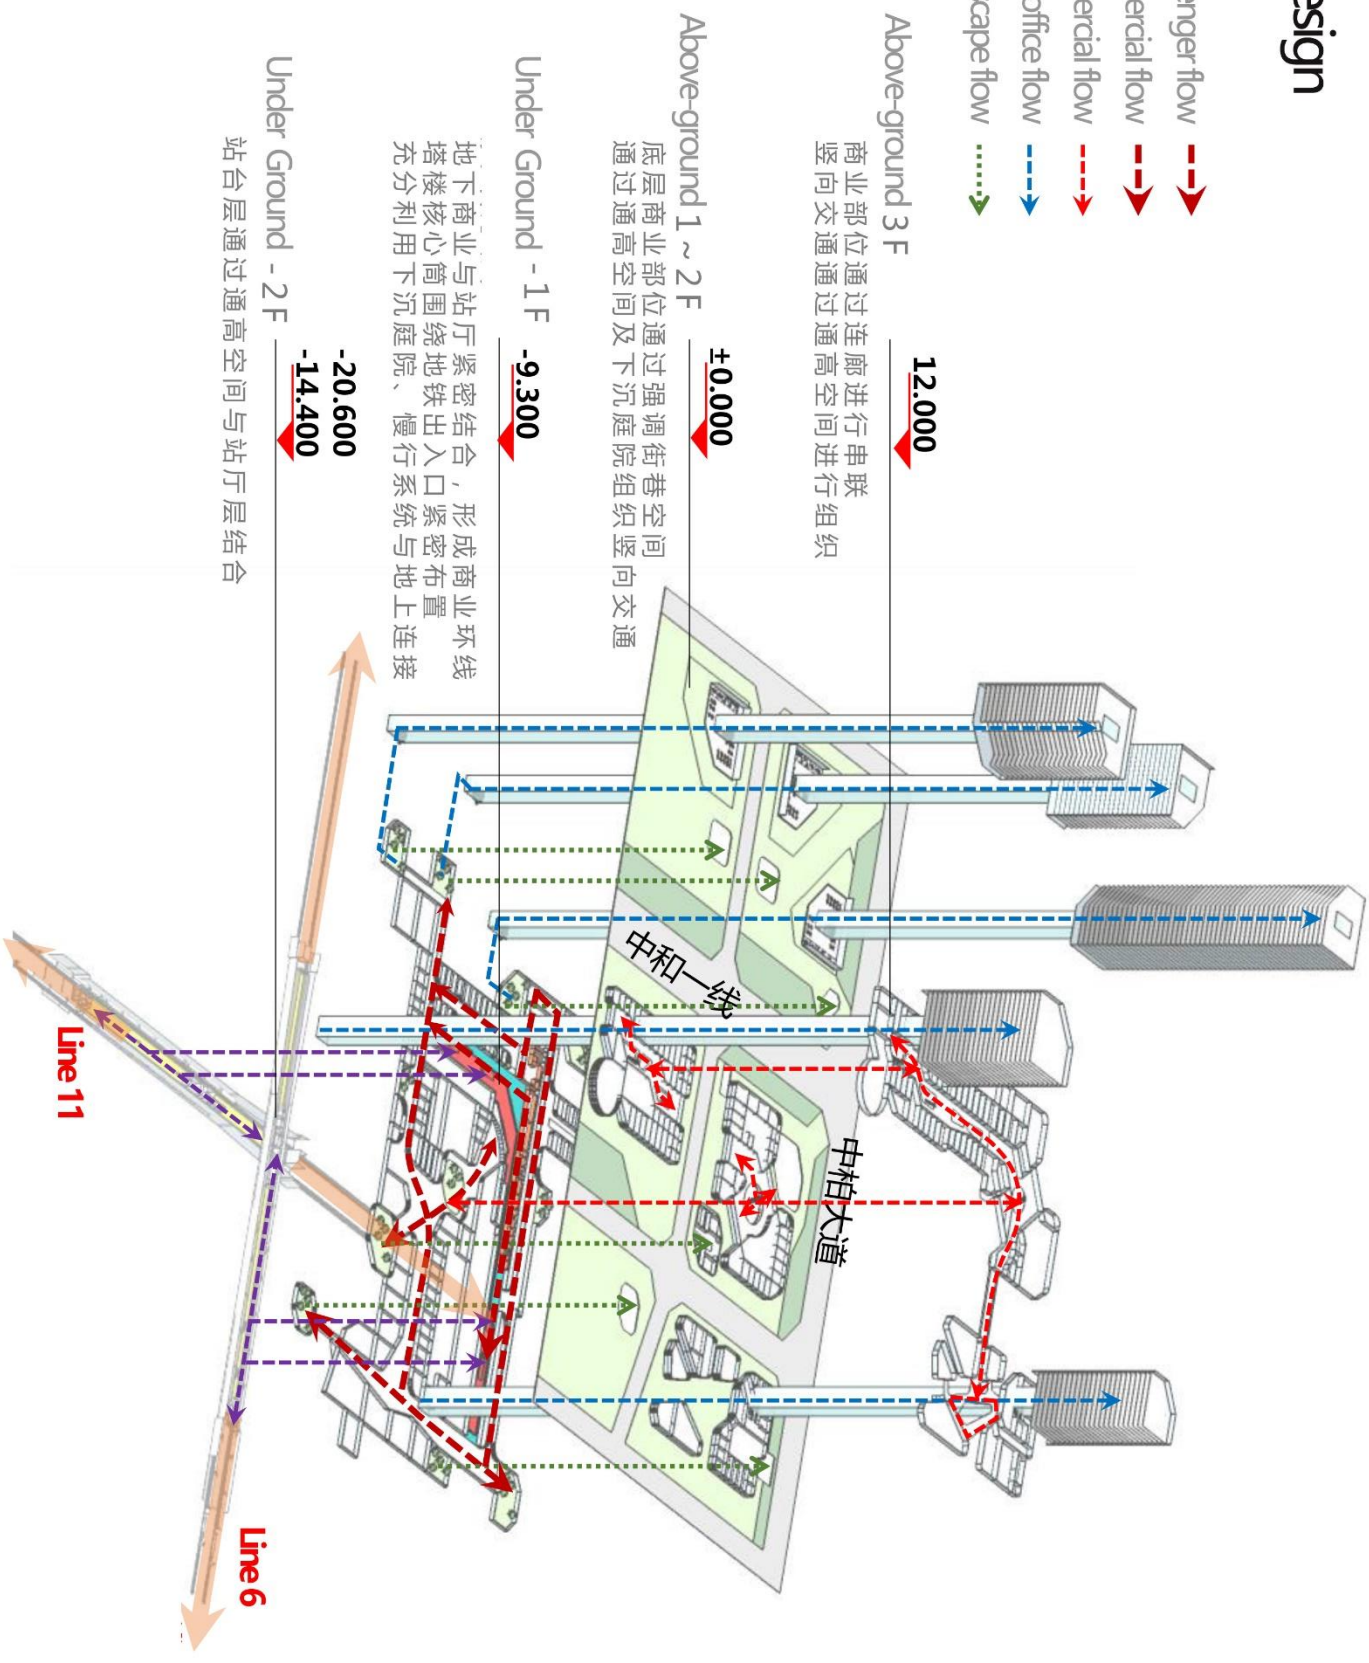 esign
enger flow
ercial flow
ercial flow
office flow
cape flow
Above-ground 3 F
12.000
商业部位通过连廊进行串联
竖向交通通过通高空间进行组织
Above-ground 1 ~ 2 F
±0.000
底层商业部位通过强调街巷空间
通过通高空间及下沉庭院组织竖向交通
Under Ground - 1 F
-9.300
地下商业与站厅紧密结合，形成商业环线
塔楼核心筒围绕地铁出入口紧密布置
充分利用下沉庭院、慢行系统与地上连接
Under Ground - 2 F
-20.600
-14.400
站台层通过通高空间与站厅层结合
中柏大道
中和一线
Line 6
Line 11